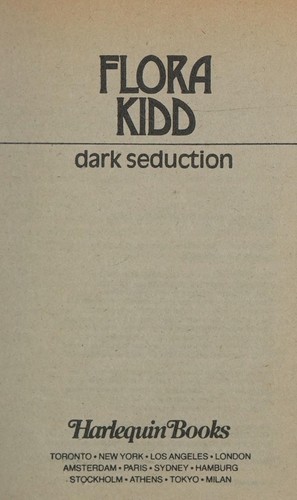 FLORA
KIDD
dark seduction
Harlequin Books
TORONTO • NEW YORK • LOS ANGELES • LONDON
AMSTERDAM • PARIS • SYDNEY • HAMBURG
STOCKHOLM • ATHENS • TOKYO • MILAN